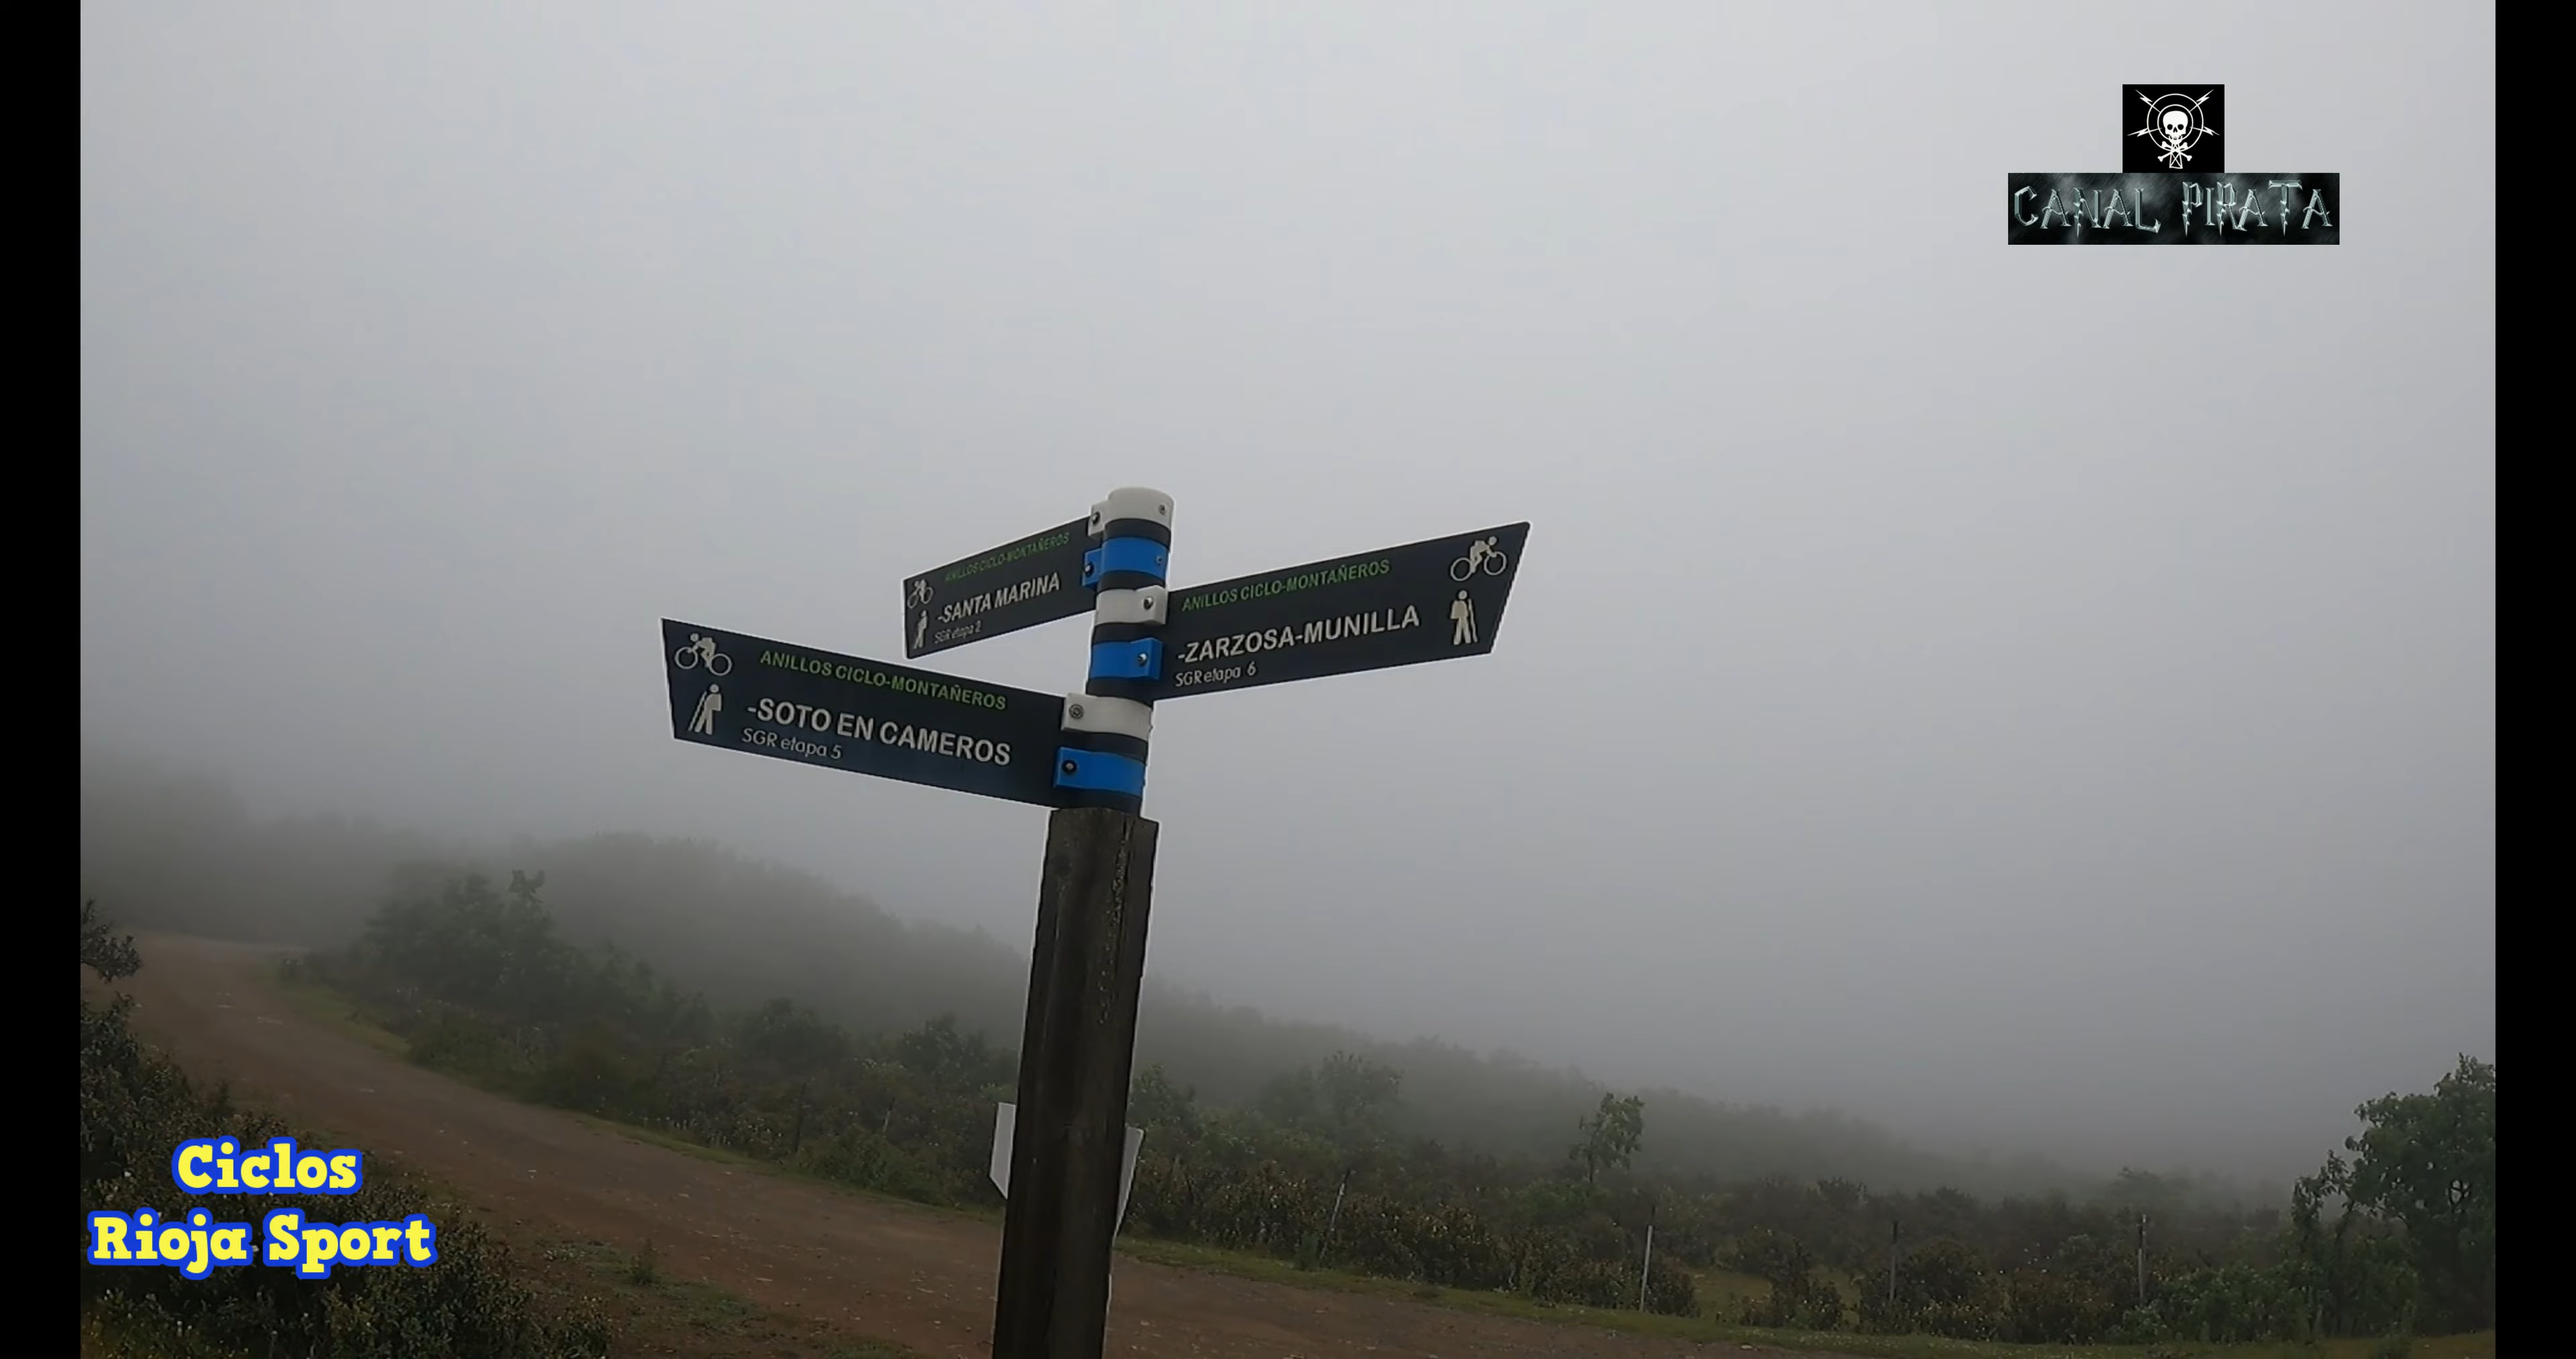 CANAL PIRATA
ANILLOS CICLO-MONTAÑEROS
-SANTA MARINA
SGR etapa 2
ANILLOS CICLO-MONTAÑEROS
-ZARZOSA-MUNILLA
SGR etapa 6
ANILLOS CICLO-MONTAÑEROS
-SOTO EN CAMEROS
SGR etapa 5
Ciclos
Rioja Sport